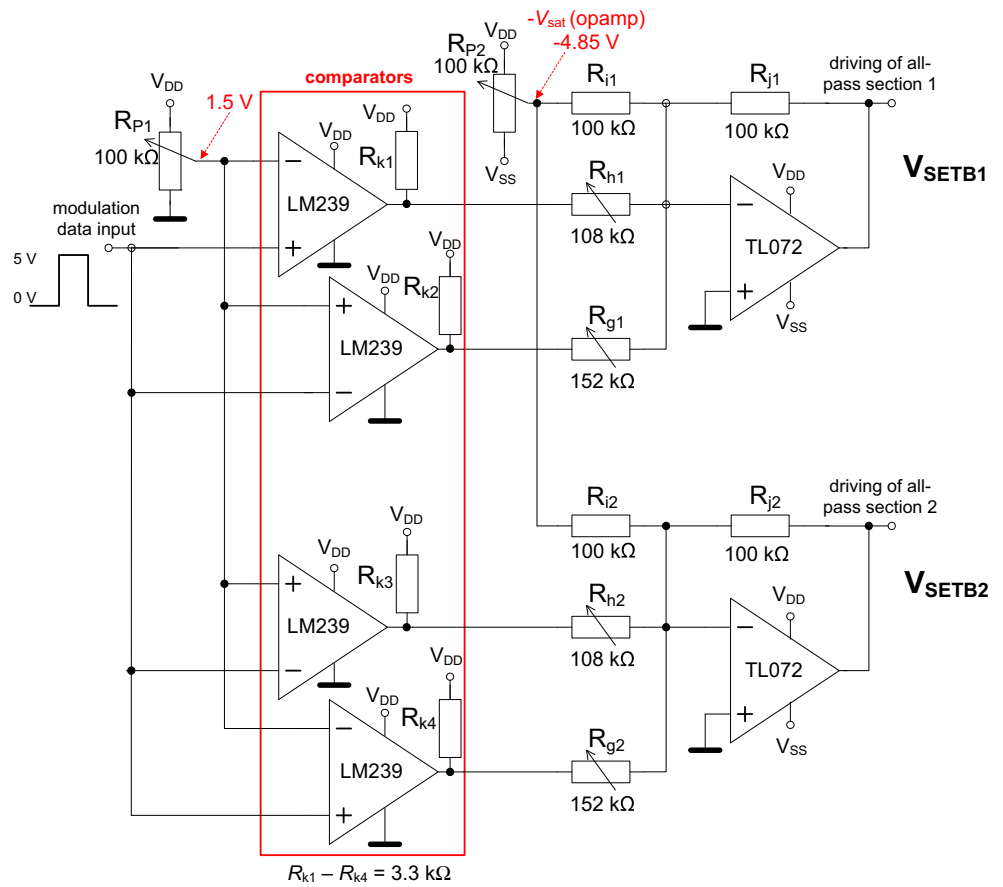 -Vsat (opamp)
-4.85 V
VDD
RP2
100 kΩ
VSS
comparators
1.5 V
VDD
RP1
100 kΩ
modulation
data input
5 V
0 V
VDD
VDD
Rk1
−
LM239
+
VDD
VDD
Rk2
+
LM239
−
Ri1
100 kΩ
Rj1
100 kΩ
driving of all-
pass section 1
VSETB1
Rh1
108 kΩ
VDD
−
TL072
+
VSS
Rg1
152 kΩ
VDD
VDD
Rk3
+
LM239
−
VDD
VDD
Rk4
−
LM239
+
Ri2
100 kΩ
Rj2
100 kΩ
driving of all-
pass section 2
VSETB2
Rh2
108 kΩ
VDD
−
TL072
+
VSS
Rg2
152 kΩ
Rk1 – Rk4 = 3.3 kΩ